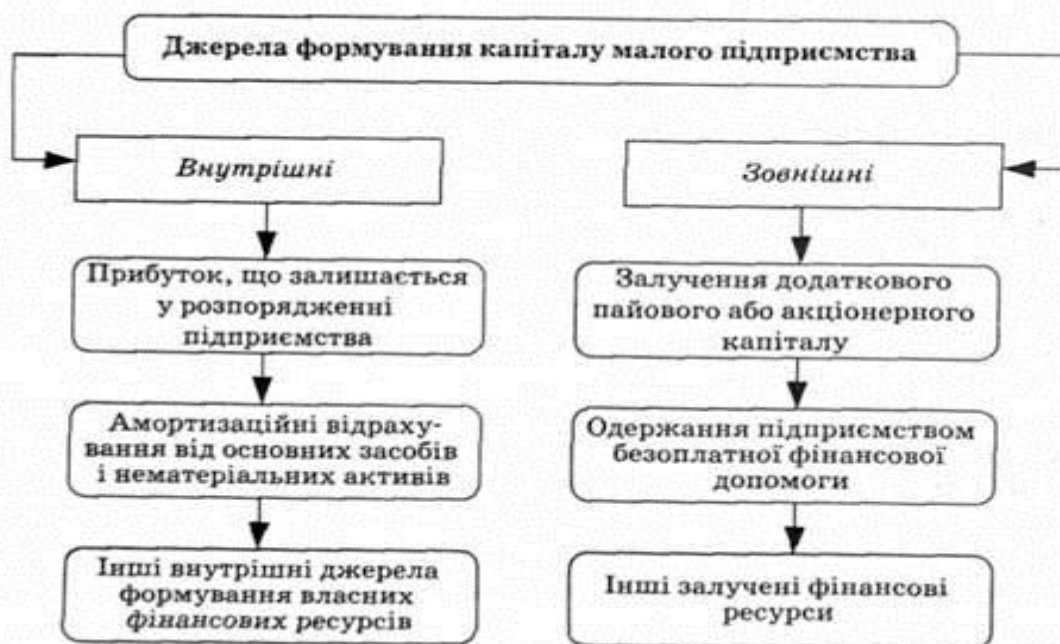 Джерела формування капіталу малого підприємства
Внутрішні
Зовнішні
Прибуток, що залишається
у розпорядженні
підприємства
Залучення додаткового
пайового або акціонерного
капіталу
Амортизаційні відраху-
вання від основних засобів
і нематеріальних активів
Одержання підприємством
безоплатної фінансової
допомоги
Інші внутрішні джерела
формування власних
фінансових ресурсів
Інші залучені фінансові
ресурси